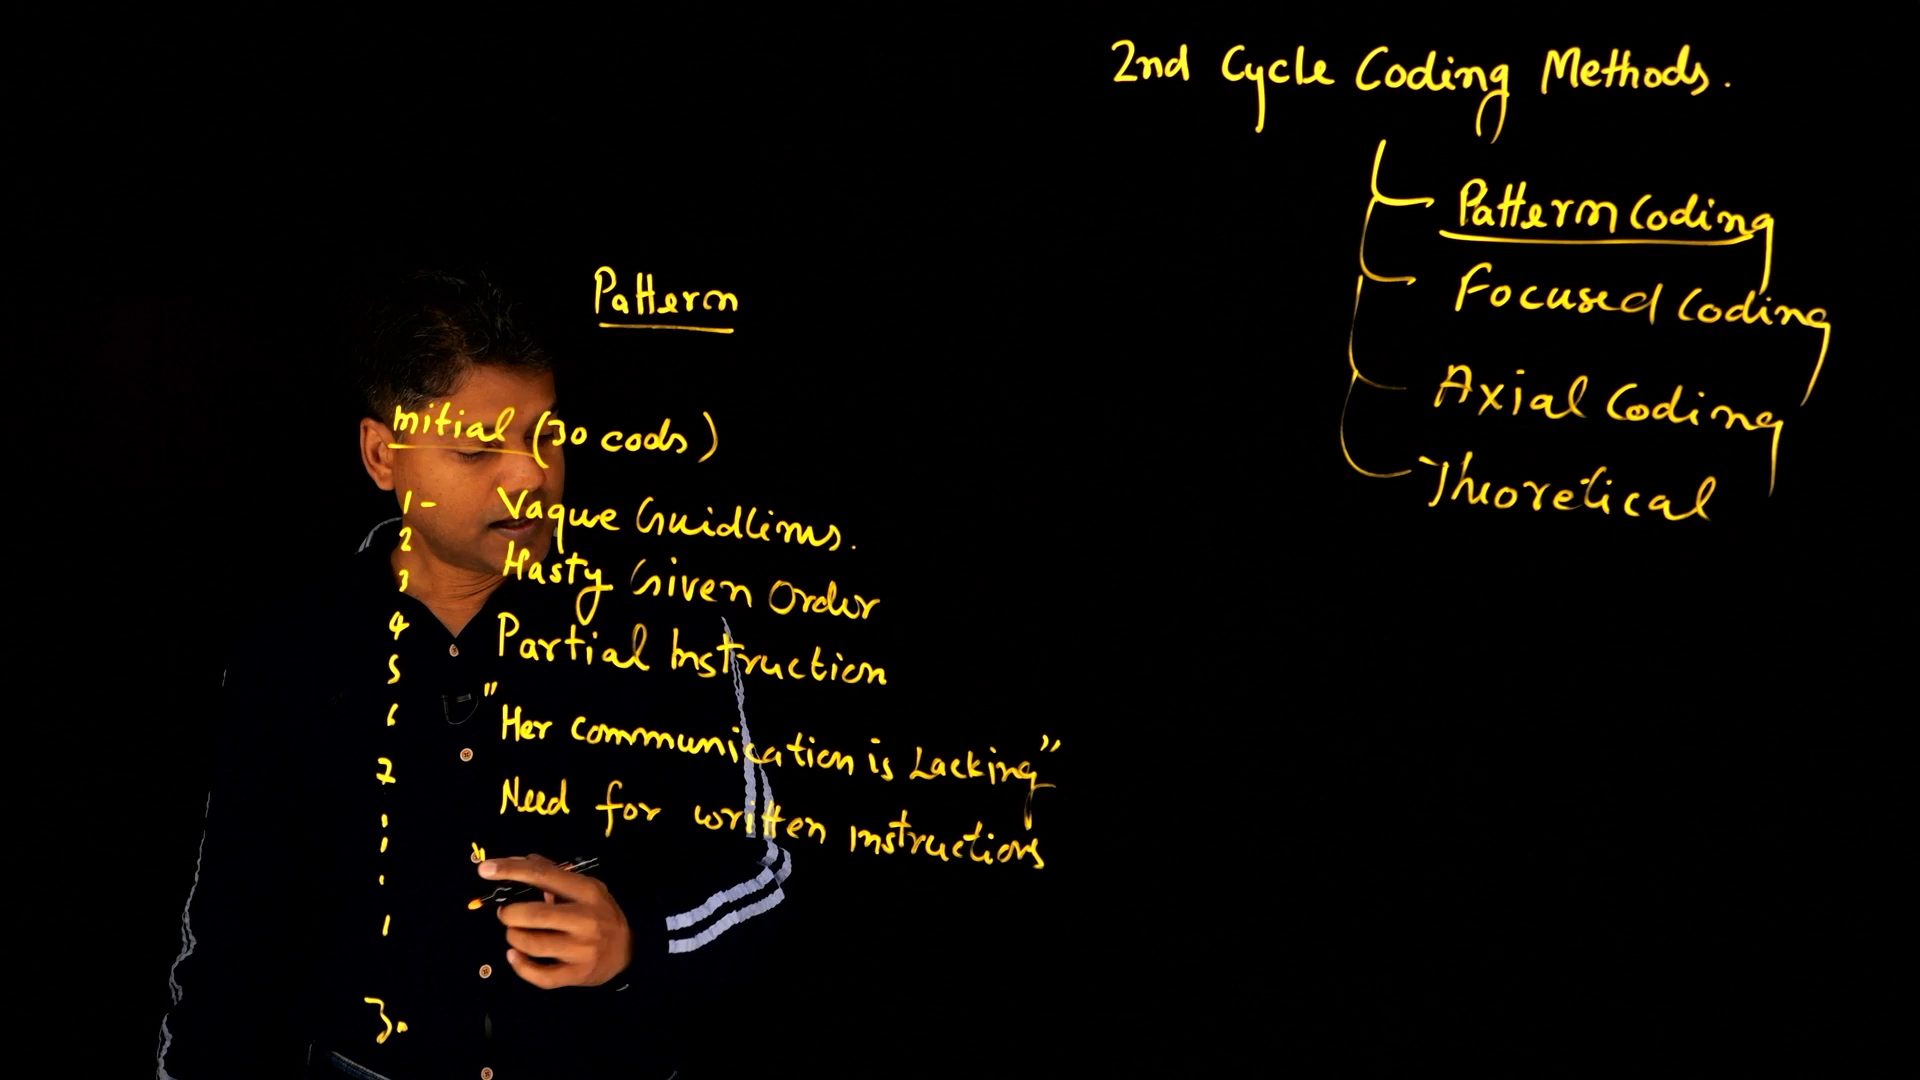 2nd Cycle Coding Methods.
Pattern Coding
Focused Coding
Axial Coding
Theoretical
Pattern
Initial (30 cods)
1- Vague Guidlines.
2 Hasty Given Order
3
4 Partial Instruction
5
6 "Her communication is Lacking"
7 Need for written instructions
30